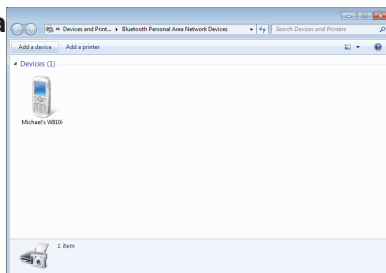 a
« Devices and Print... ▸ Bluetooth Personal Area Network Devices
Search Devices and Printers
Add a device Add a printer
Devices (1)
Michael's W810i
1 item